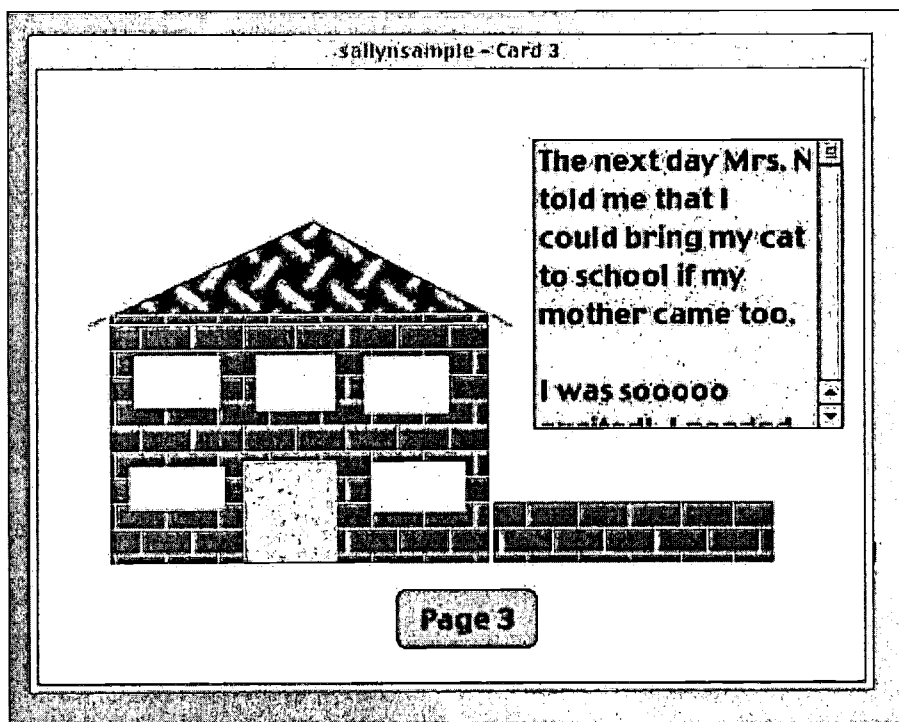 sallynsample - Card 3
The next day Mrs. N
told me that I
could bring my cat
to school if my
mother came too.
I was sooooo
Page 3